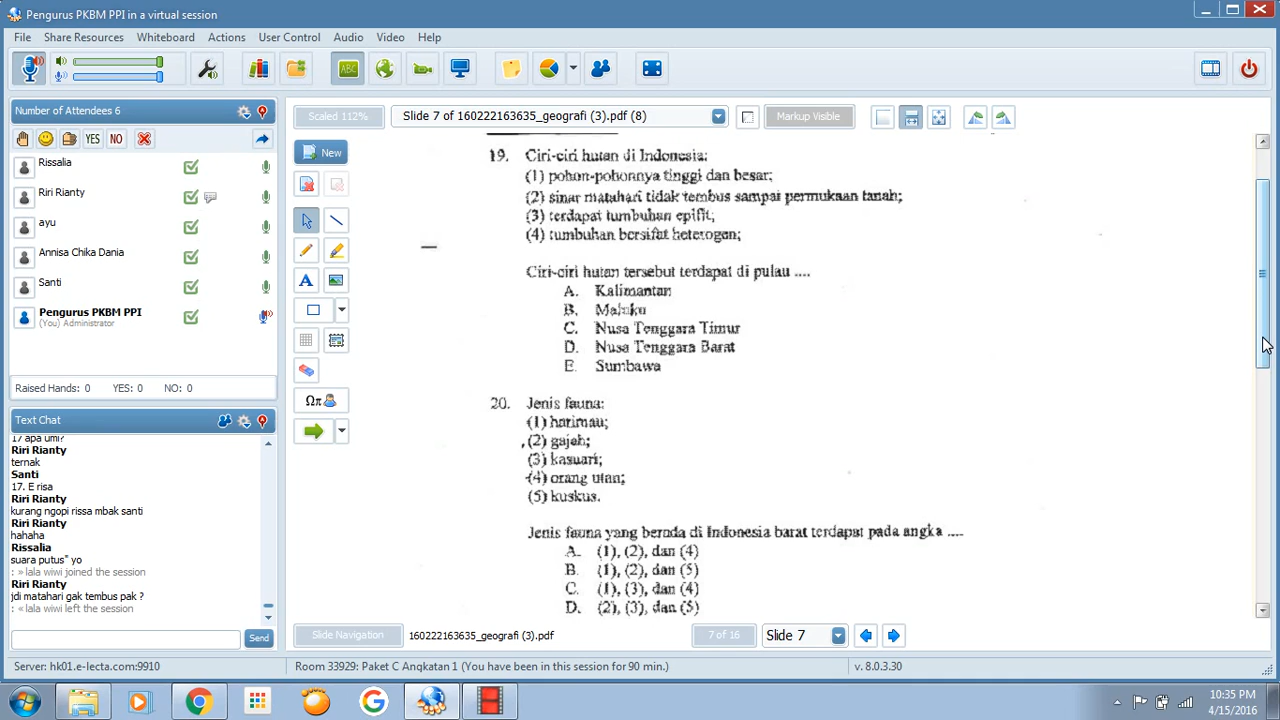 Pengurus PKBM PPI in a virtual session
File Share Resources Whiteboard Actions User Control Audio Video Help
ABC
Number of Attendees 6
YES NO
Rissalia
Riri Rianty
ayu
Annisa Chika Dania
Santi
Pengurus PKBM PPI
(You) Administrator
Raised Hands: 0 YES: 0 NO: 0
Text Chat
17 apa umi?
Riri Rianty
ternak
Santi
17. E risa
Riri Rianty
kurang ngopi rissa mbak santi
Riri Rianty
hahaha
Rissalia
suara putus" yo
: » lala wiwi joined the session
Riri Rianty
jdi matahari gak tembus pak ?
: « lala wiwi left the session
Send
Scaled 112%
Slide 7 of 160222163635_geografi (3).pdf (8)
Markup Visible
New
A
Ωπ
19. Ciri-ciri hutan di Indonesia:
(1) pohon-pohonnya tinggi dan besar;
(2) sinar matahari tidak tembus sampai permukaan tanah;
(3) terdapat tumbuhan epifit;
(4) tumbuhan bersifat heterogen;
Ciri-ciri hutan tersebut terdapat di pulau ....
A. Kalimantan
B. Maluku
C. Nusa Tenggara Timur
D. Nusa Tenggara Barat
E. Sumbawa
20. Jenis fauna:
(1) harimau;
(2) gajah;
(3) kasuari;
(4) orang utan;
(5) kuskus.
Jenis fauna yang berada di Indonesia barat terdapat pada angka ....
A. (1), (2), dan (4)
B. (1), (2), dan (5)
C. (1), (3), dan (4)
D. (2), (3), dan (5)
Slide Navigation
160222163635_geografi (3).pdf
7 of 16
Slide 7
Server: hk01.e-lecta.com:9910
Room 33929: Paket C Angkatan 1 (You have been in this session for 90 min.)
v. 8.0.3.30
10:35 PM
4/15/2016